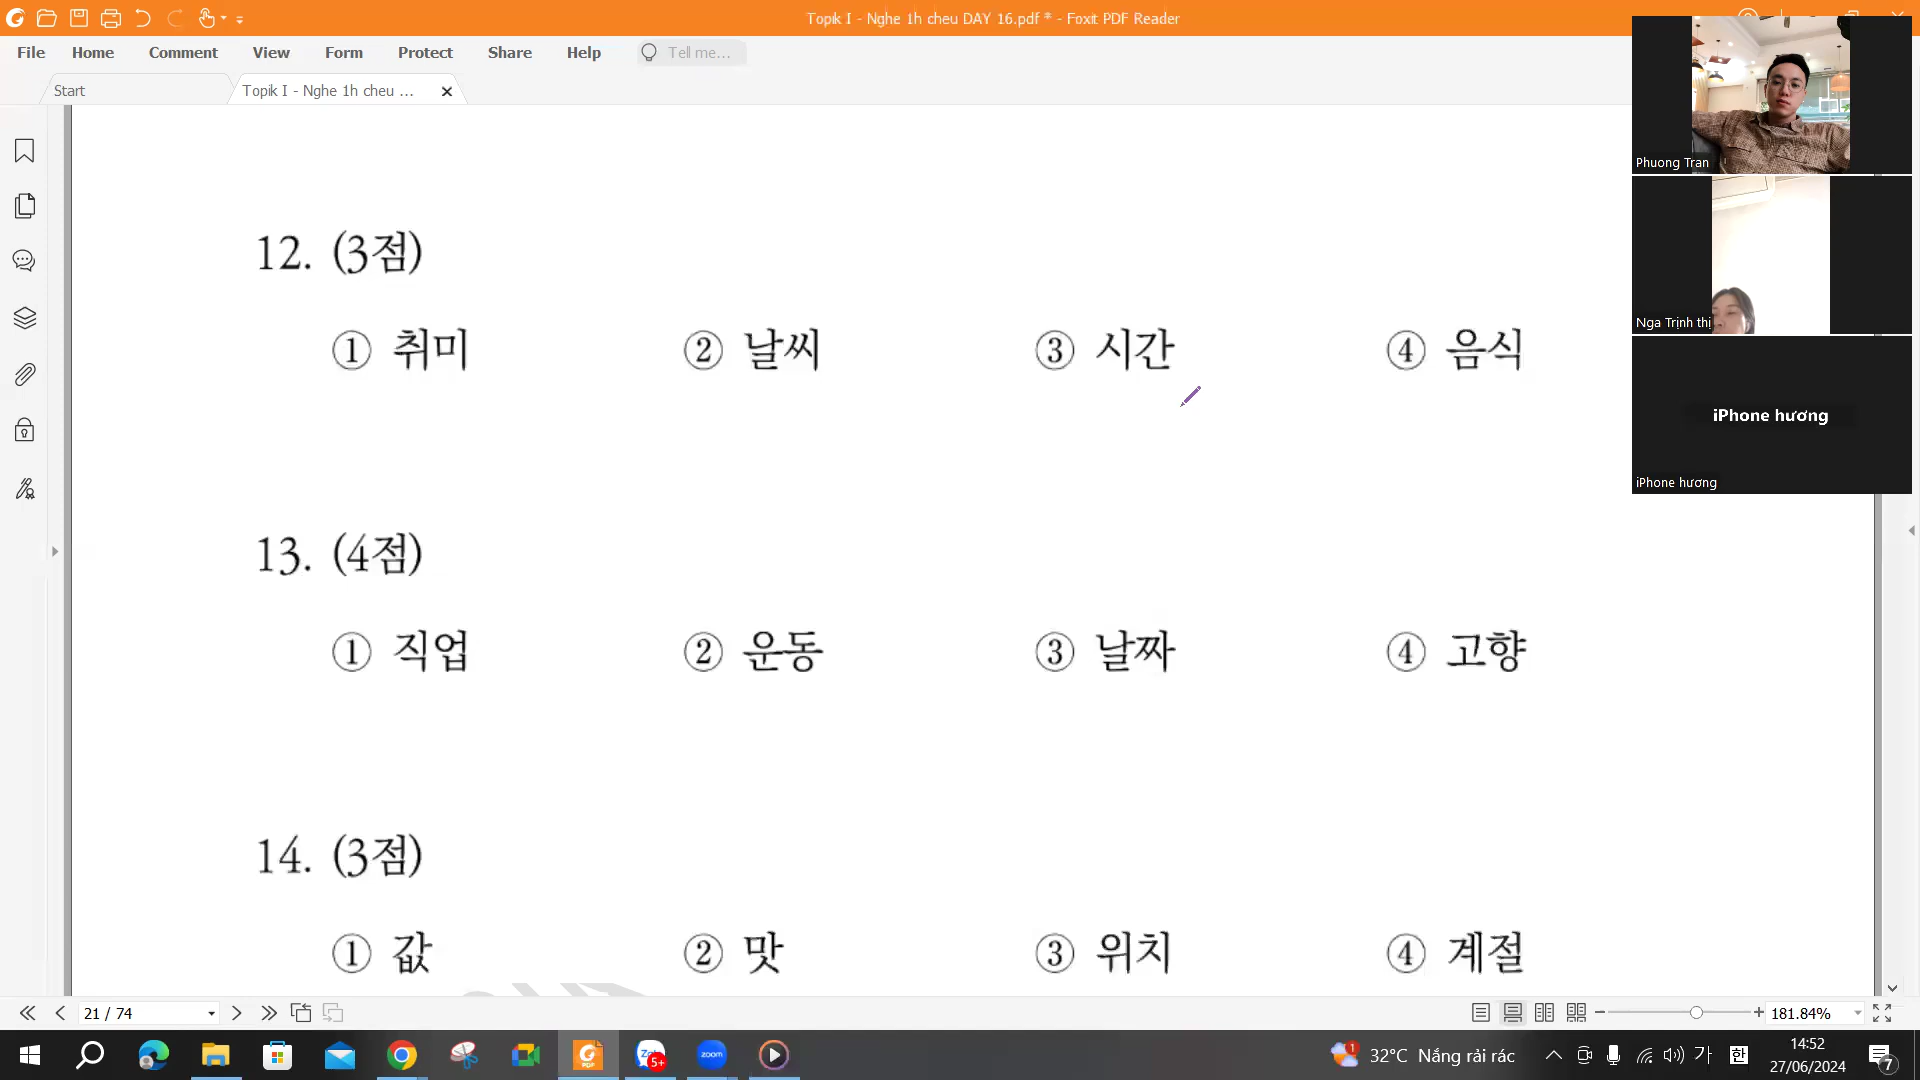 Topik I - Nghe 1h cheu DAY 16.pdf * - Foxit PDF Reader
File Home Comment View Form Protect Share Help Tell me...
Start Topik I - Nghe 1h cheu ...
12. (3점)
① 취미 ② 날씨 ③ 시간 ④ 음식
13. (4점)
① 직업 ② 운동 ③ 날짜 ④ 고향
14. (3점)
① 값 ② 맛 ③ 위치 ④ 계절
Phuong Tran
Nga Trịnh thị
iPhone hương
iPhone hương
21 / 74 181.84%
5+ zoom 1 32°C Nắng rải rác 가 한 14:52 7
27/06/2024